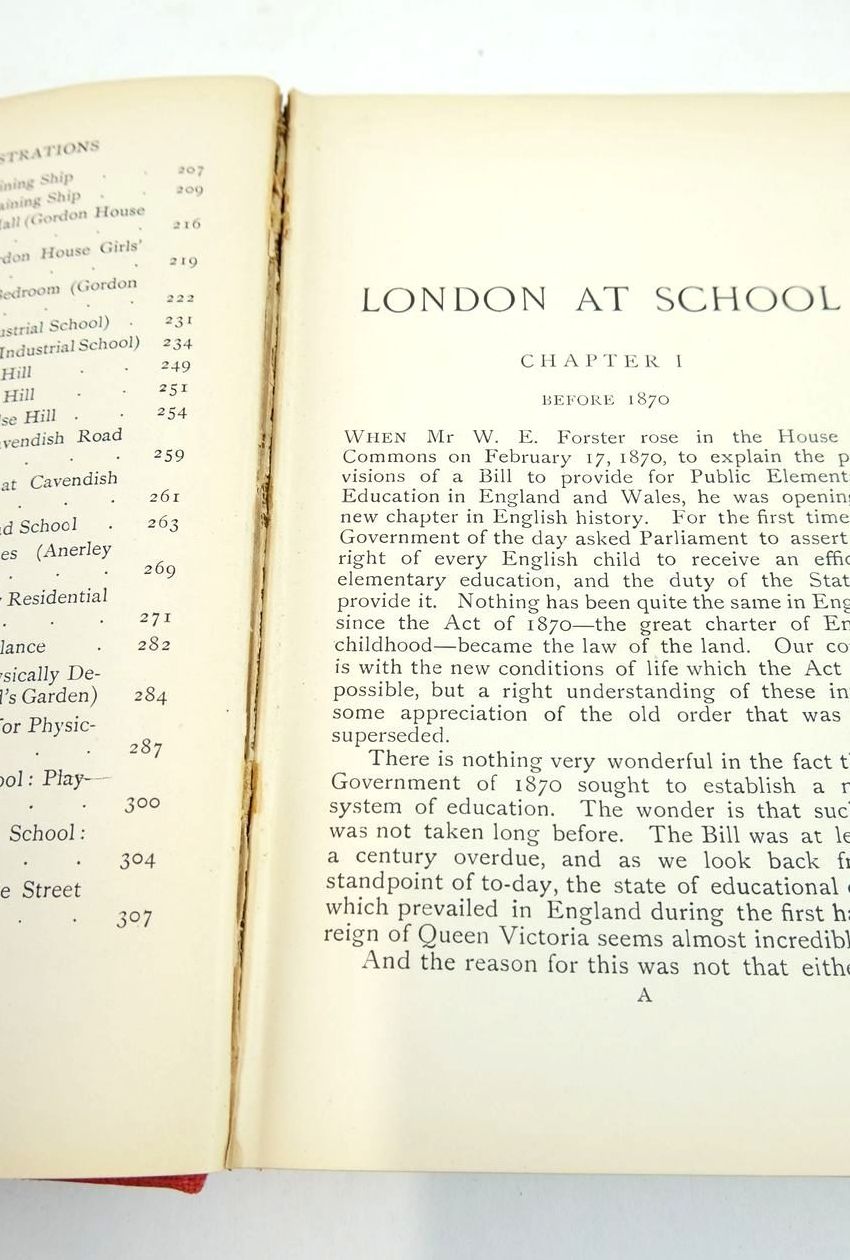 STRATIONS
ining Ship . . 207
aining Ship . . 209
Hall (Gordon House
. . . . 216
don House Girls'
. . . . 219
Bedroom (Gordon
. . . . 222
ustrial School) . 231
Industrial School) 234
Hill . . 249
Hill . . 251
se Hill . . 254
avendish Road
. . . 259
at Cavendish
. . . . 261
d School . 263
es (Anerley
. . . 269
Residential
. . . 271
lance . 282
sically De-
l's Garden) 284
for Physic-
. . 287
ool: Play-
. . 300
School:
. . 304
e Street
. . 307
LONDON AT SCHOOL
CHAPTER I
BEFORE 1870
WHEN Mr W. E. Forster rose in the House
Commons on February 17, 1870, to explain the p
visions of a Bill to provide for Public Element
Education in England and Wales, he was opening
new chapter in English history. For the first time
Government of the day asked Parliament to assert
right of every English child to receive an effic
elementary education, and the duty of the Stat
provide it. Nothing has been quite the same in Eng
since the Act of 1870—the great charter of En
childhood—became the law of the land. Our co
is with the new conditions of life which the Act
possible, but a right understanding of these in
some appreciation of the old order that was
superseded.
There is nothing very wonderful in the fact t
Government of 1870 sought to establish a n
system of education. The wonder is that suc
was not taken long before. The Bill was at le
a century overdue, and as we look back fr
standpoint of to-day, the state of educational
which prevailed in England during the first ha
reign of Queen Victoria seems almost incredibl
And the reason for this was not that eithe
A